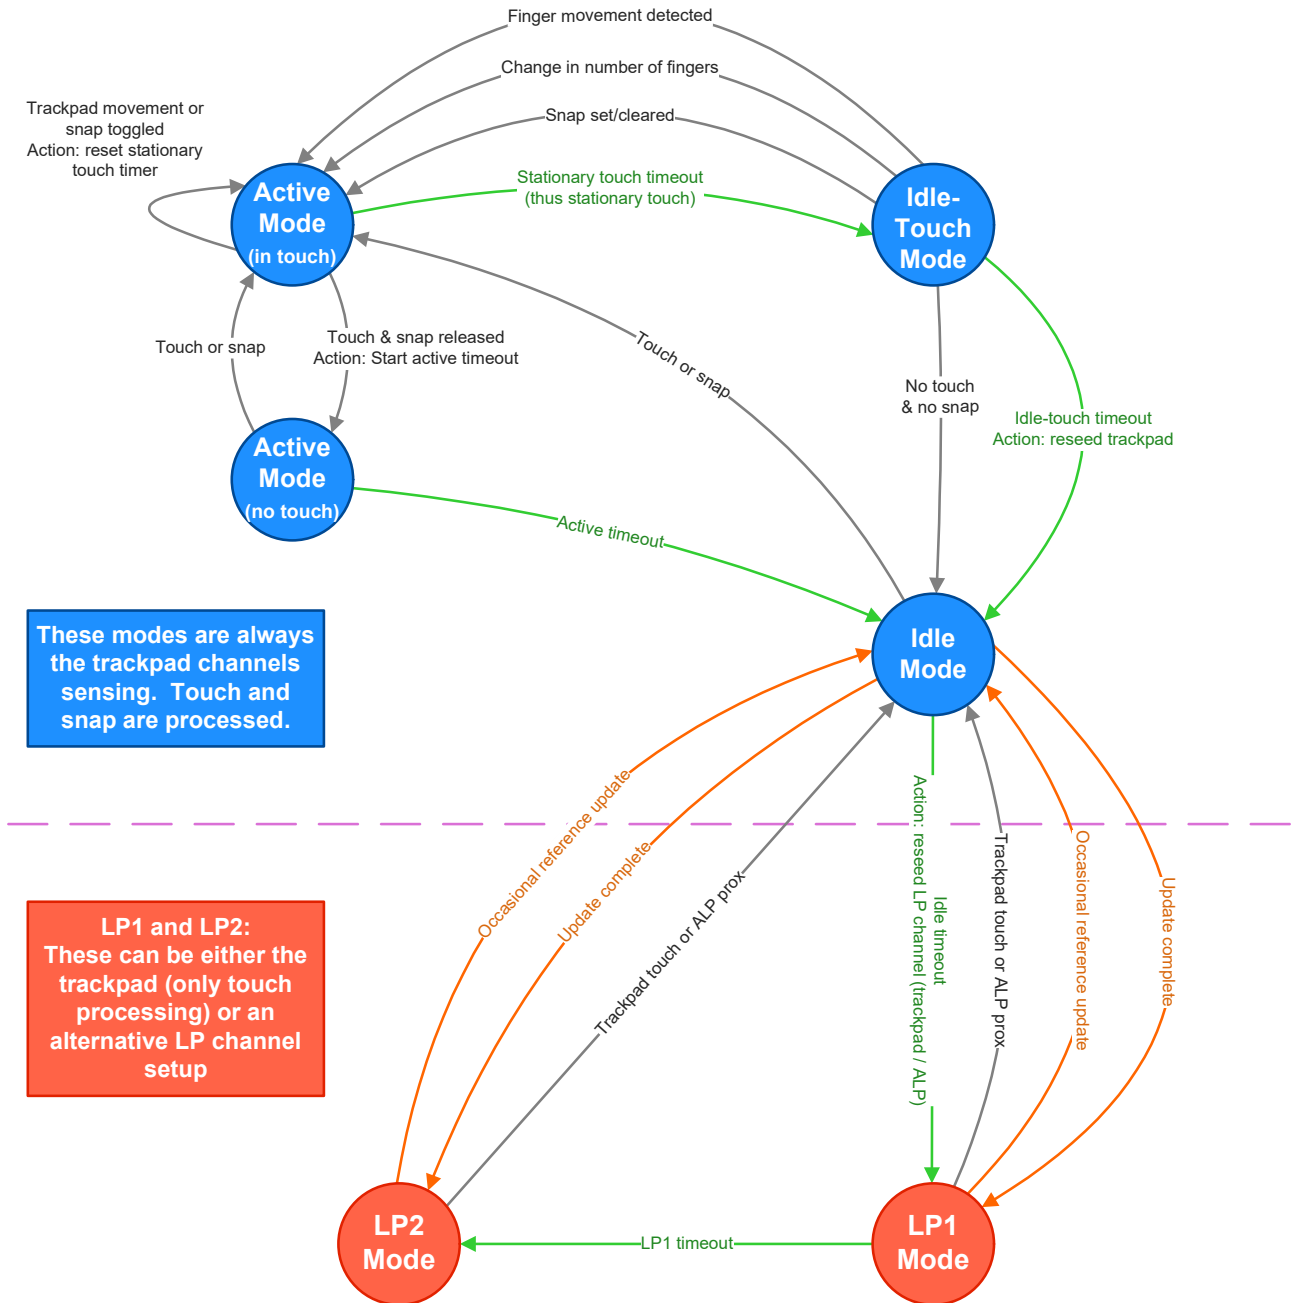 Finger movement detected
Change in number of fingers
Snap set/cleared
Trackpad movement or
snap toggled
Action: reset stationary
touch timer
Active
Mode
(in touch)
Stationary touch timeout
(thus stationary touch)
Idle-
Touch
Mode
Touch or snap
Touch & snap released
Action: Start active timeout
Touch or snap
No touch
& no snap
Idle-touch timeout
Action: reseed trackpad
Active
Mode
(no touch)
Active timeout
Idle
Mode
These modes are always
the trackpad channels
sensing. Touch and
snap are processed.
Occasional reference update
Update complete
Trackpad touch or ALP prox
Idle timeout
Action: reseed LP channel (trackpad / ALP)
Trackpad touch or ALP prox
Occasional reference update
Update complete
LP1 and LP2:
These can be either the
trackpad (only touch
processing) or an
alternative LP channel
setup
LP2
Mode
LP1 timeout
LP1
Mode